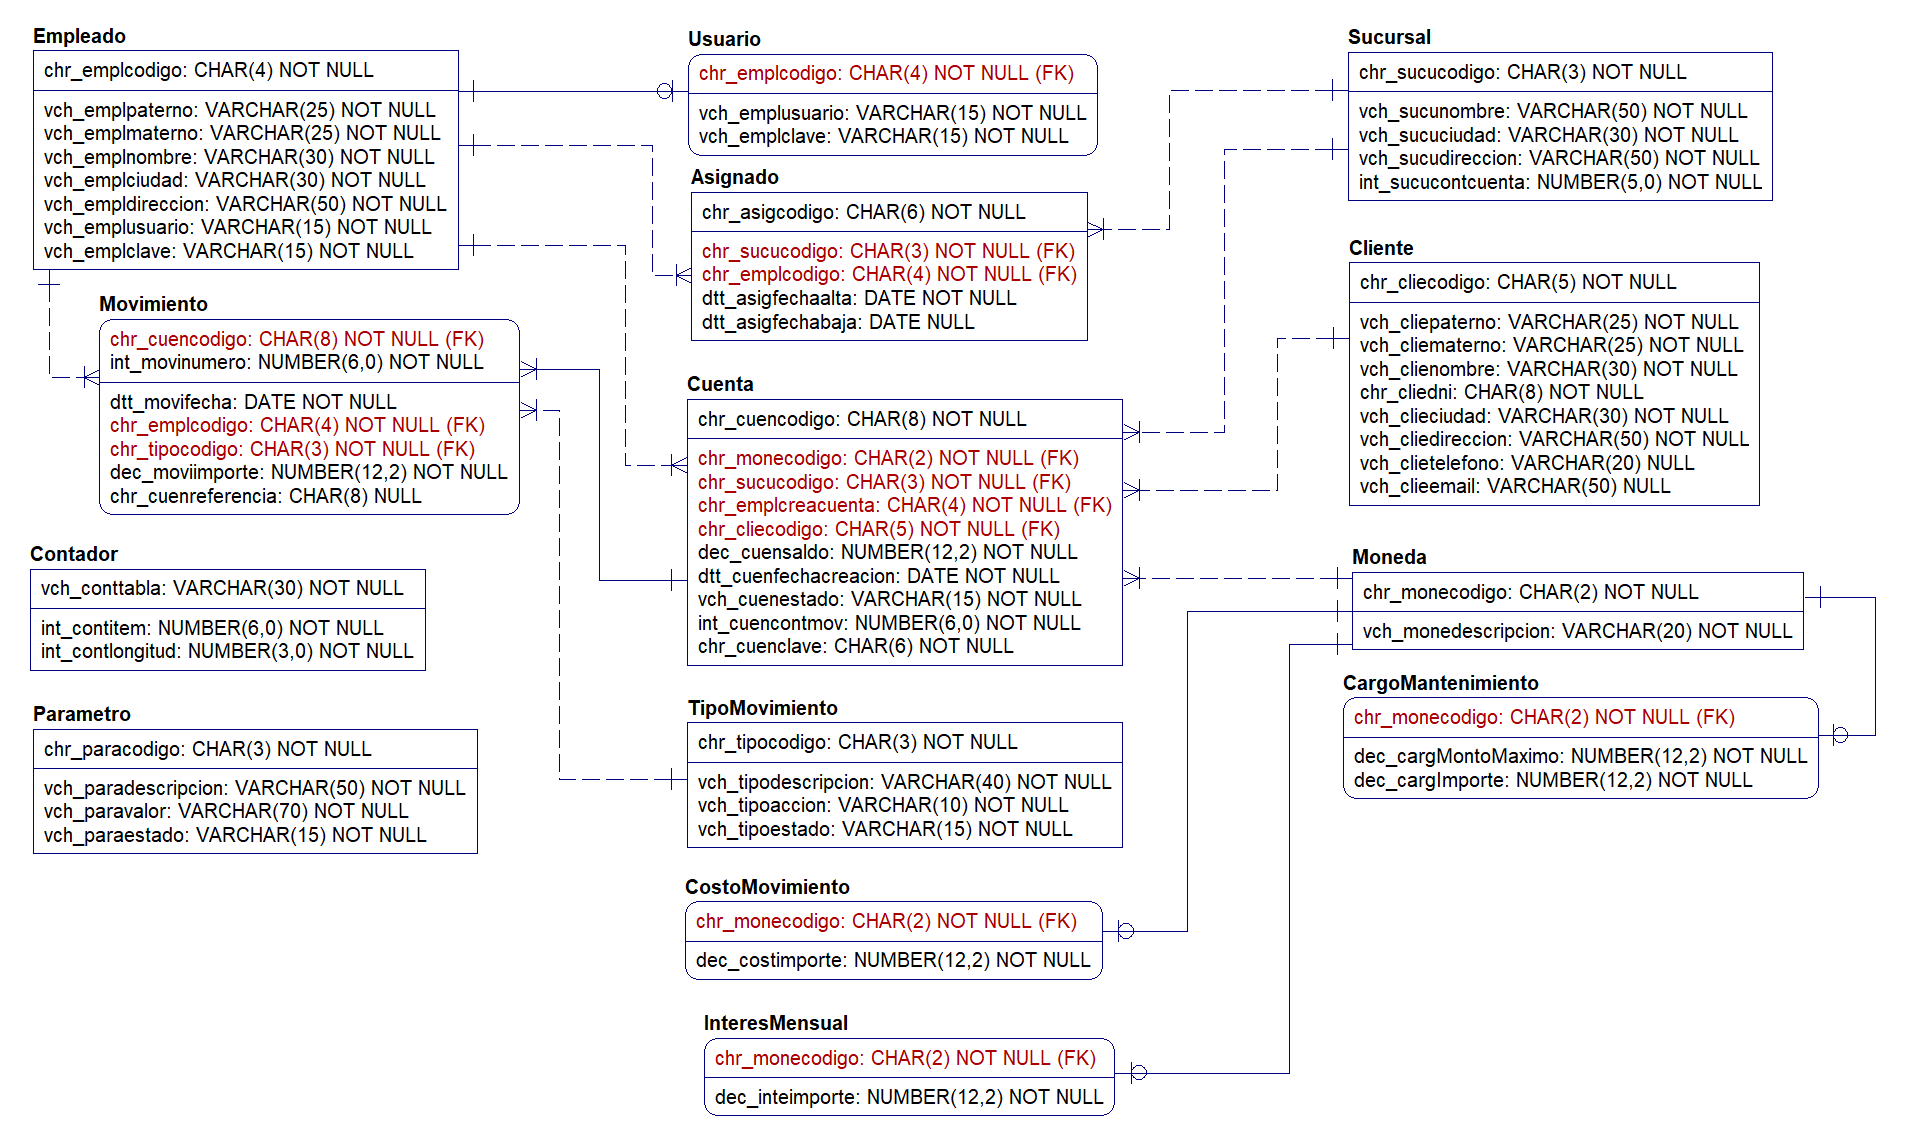 Empleado
chr_emplcodigo: CHAR(4) NOT NULL
vch_emplpaterno: VARCHAR(25) NOT NULL
vch_emplmaterno: VARCHAR(25) NOT NULL
vch_emplnombre: VARCHAR(30) NOT NULL
vch_emplciudad: VARCHAR(30) NOT NULL
vch_empldireccion: VARCHAR(50) NOT NULL
vch_emplusuario: VARCHAR(15) NOT NULL
vch_emplclave: VARCHAR(15) NOT NULL
Usuario
chr_emplcodigo: CHAR(4) NOT NULL (FK)
vch_emplusuario: VARCHAR(15) NOT NULL
vch_emplclave: VARCHAR(15) NOT NULL
Sucursal
chr_sucucodigo: CHAR(3) NOT NULL
vch_sucunombre: VARCHAR(50) NOT NULL
vch_sucuciudad: VARCHAR(30) NOT NULL
vch_sucudireccion: VARCHAR(50) NOT NULL
int_sucucontcuenta: NUMBER(5,0) NOT NULL
Asignado
chr_asigcodigo: CHAR(6) NOT NULL
chr_sucucodigo: CHAR(3) NOT NULL (FK)
chr_emplcodigo: CHAR(4) NOT NULL (FK)
dtt_asigfechaalta: DATE NOT NULL
dtt_asigfechabaja: DATE NULL
Cliente
chr_cliecodigo: CHAR(5) NOT NULL
vch_cliepaterno: VARCHAR(25) NOT NULL
vch_cliematerno: VARCHAR(25) NOT NULL
vch_clienombre: VARCHAR(30) NOT NULL
chr_cliedni: CHAR(8) NOT NULL
vch_clieciudad: VARCHAR(30) NOT NULL
vch_cliedireccion: VARCHAR(50) NOT NULL
vch_clietelefono: VARCHAR(20) NULL
vch_clieemail: VARCHAR(50) NULL
Movimiento
chr_cuencodigo: CHAR(8) NOT NULL (FK)
int_movinumero: NUMBER(6,0) NOT NULL
dtt_movifecha: DATE NOT NULL
chr_emplcodigo: CHAR(4) NOT NULL (FK)
chr_tipocodigo: CHAR(3) NOT NULL (FK)
dec_moviimporte: NUMBER(12,2) NOT NULL
chr_cuenreferencia: CHAR(8) NULL
Cuenta
chr_cuencodigo: CHAR(8) NOT NULL
chr_monecodigo: CHAR(2) NOT NULL (FK)
chr_sucucodigo: CHAR(3) NOT NULL (FK)
chr_emplcreacuenta: CHAR(4) NOT NULL (FK)
chr_cliecodigo: CHAR(5) NOT NULL (FK)
dec_cuensaldo: NUMBER(12,2) NOT NULL
dtt_cuenfechacreacion: DATE NOT NULL
vch_cuenestado: VARCHAR(15) NOT NULL
int_cuencontmov: NUMBER(6,0) NOT NULL
chr_cuenclave: CHAR(6) NOT NULL
Contador
vch_conttabla: VARCHAR(30) NOT NULL
int_contitem: NUMBER(6,0) NOT NULL
int_contlongitud: NUMBER(3,0) NOT NULL
Moneda
chr_monecodigo: CHAR(2) NOT NULL
vch_monedescripcion: VARCHAR(20) NOT NULL
CargoMantenimiento
chr_monecodigo: CHAR(2) NOT NULL (FK)
dec_cargMontoMaximo: NUMBER(12,2) NOT NULL
dec_cargImporte: NUMBER(12,2) NOT NULL
Parametro
chr_paracodigo: CHAR(3) NOT NULL
vch_paradescripcion: VARCHAR(50) NOT NULL
vch_paravalor: VARCHAR(70) NOT NULL
vch_paraestado: VARCHAR(15) NOT NULL
TipoMovimiento
chr_tipocodigo: CHAR(3) NOT NULL
vch_tipodescripcion: VARCHAR(40) NOT NULL
vch_tipoaccion: VARCHAR(10) NOT NULL
vch_tipoestado: VARCHAR(15) NOT NULL
CostoMovimiento
chr_monecodigo: CHAR(2) NOT NULL (FK)
dec_costimporte: NUMBER(12,2) NOT NULL
InteresMensual
chr_monecodigo: CHAR(2) NOT NULL (FK)
dec_inteimporte: NUMBER(12,2) NOT NULL